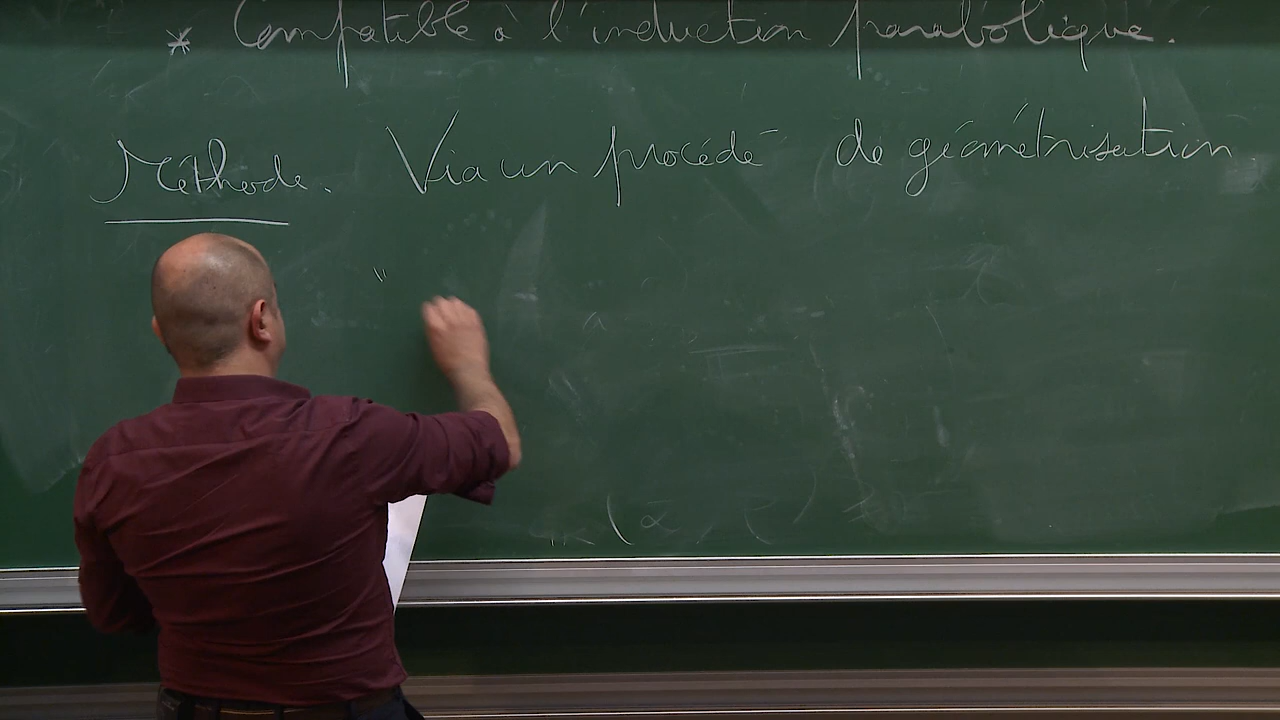 * Compatible à l'induction parabolique.
Méthode. Via un procédé de géométrisation
"